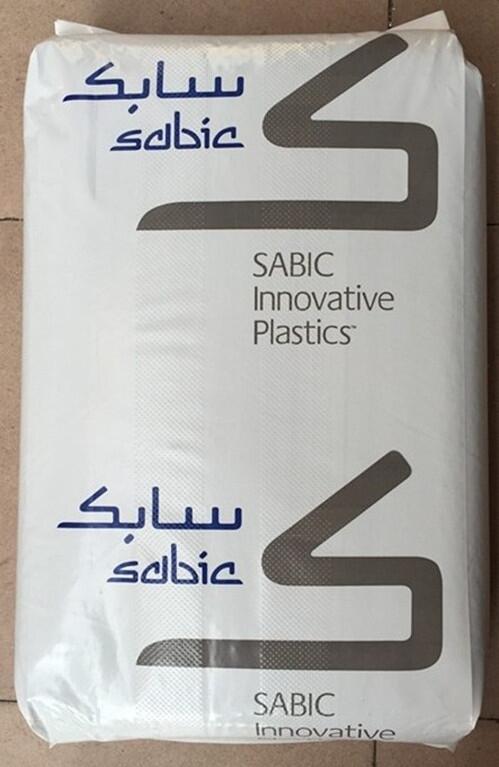 سابك
sabic
SABIC
Innovative
Plastics™
سابك
sabic
SABIC
Innovative